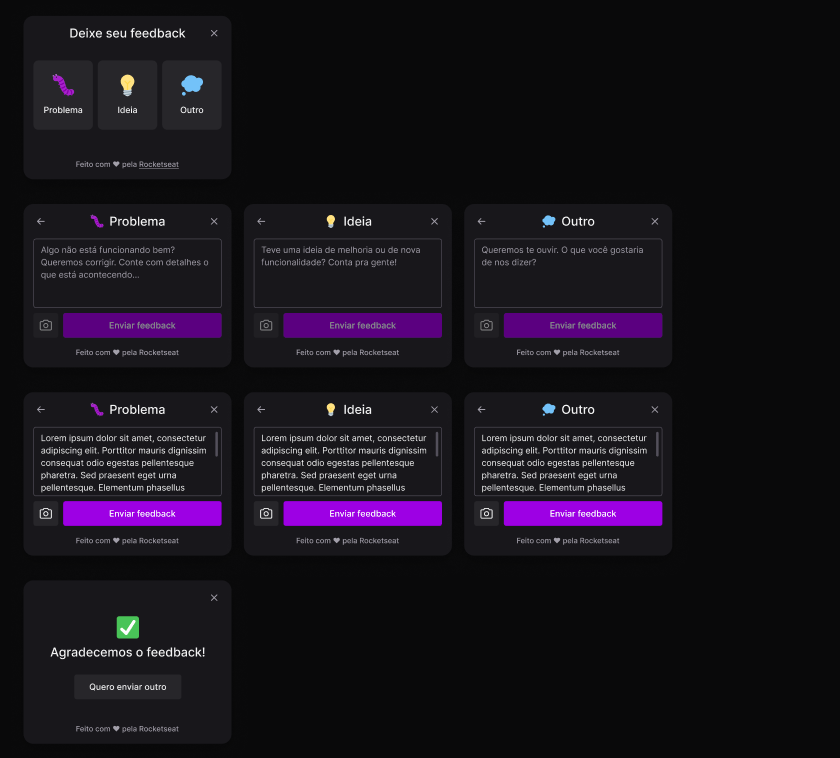 Deixe seu feedback
Problema
Ideia
Outro
Feito com ♥ pela Rocketseat
Problema
Algo não está funcionando bem?
Queremos corrigir. Conte com detalhes o
que está acontecendo...
Enviar feedback
Feito com ♥ pela Rocketseat
Ideia
Teve uma ideia de melhoria ou de nova
funcionalidade? Conta pra gente!
Enviar feedback
Feito com ♥ pela Rocketseat
Outro
Queremos te ouvir. O que você gostaria
de nos dizer?
Enviar feedback
Feito com ♥ pela Rocketseat
Problema
Lorem ipsum dolor sit amet, consectetur
adipiscing elit. Porttitor mauris dignissim
consequat odio egestas pellentesque
pharetra. Sed praesent eget urna
pellentesque. Elementum phasellus
Enviar feedback
Feito com ♥ pela Rocketseat
Ideia
Lorem ipsum dolor sit amet, consectetur
adipiscing elit. Porttitor mauris dignissim
consequat odio egestas pellentesque
pharetra. Sed praesent eget urna
pellentesque. Elementum phasellus
Enviar feedback
Feito com ♥ pela Rocketseat
Outro
Lorem ipsum dolor sit amet, consectetur
adipiscing elit. Porttitor mauris dignissim
consequat odio egestas pellentesque
pharetra. Sed praesent eget urna
pellentesque. Elementum phasellus
Enviar feedback
Feito com ♥ pela Rocketseat
Agradecemos o feedback!
Quero enviar outro
Feito com ♥ pela Rocketseat